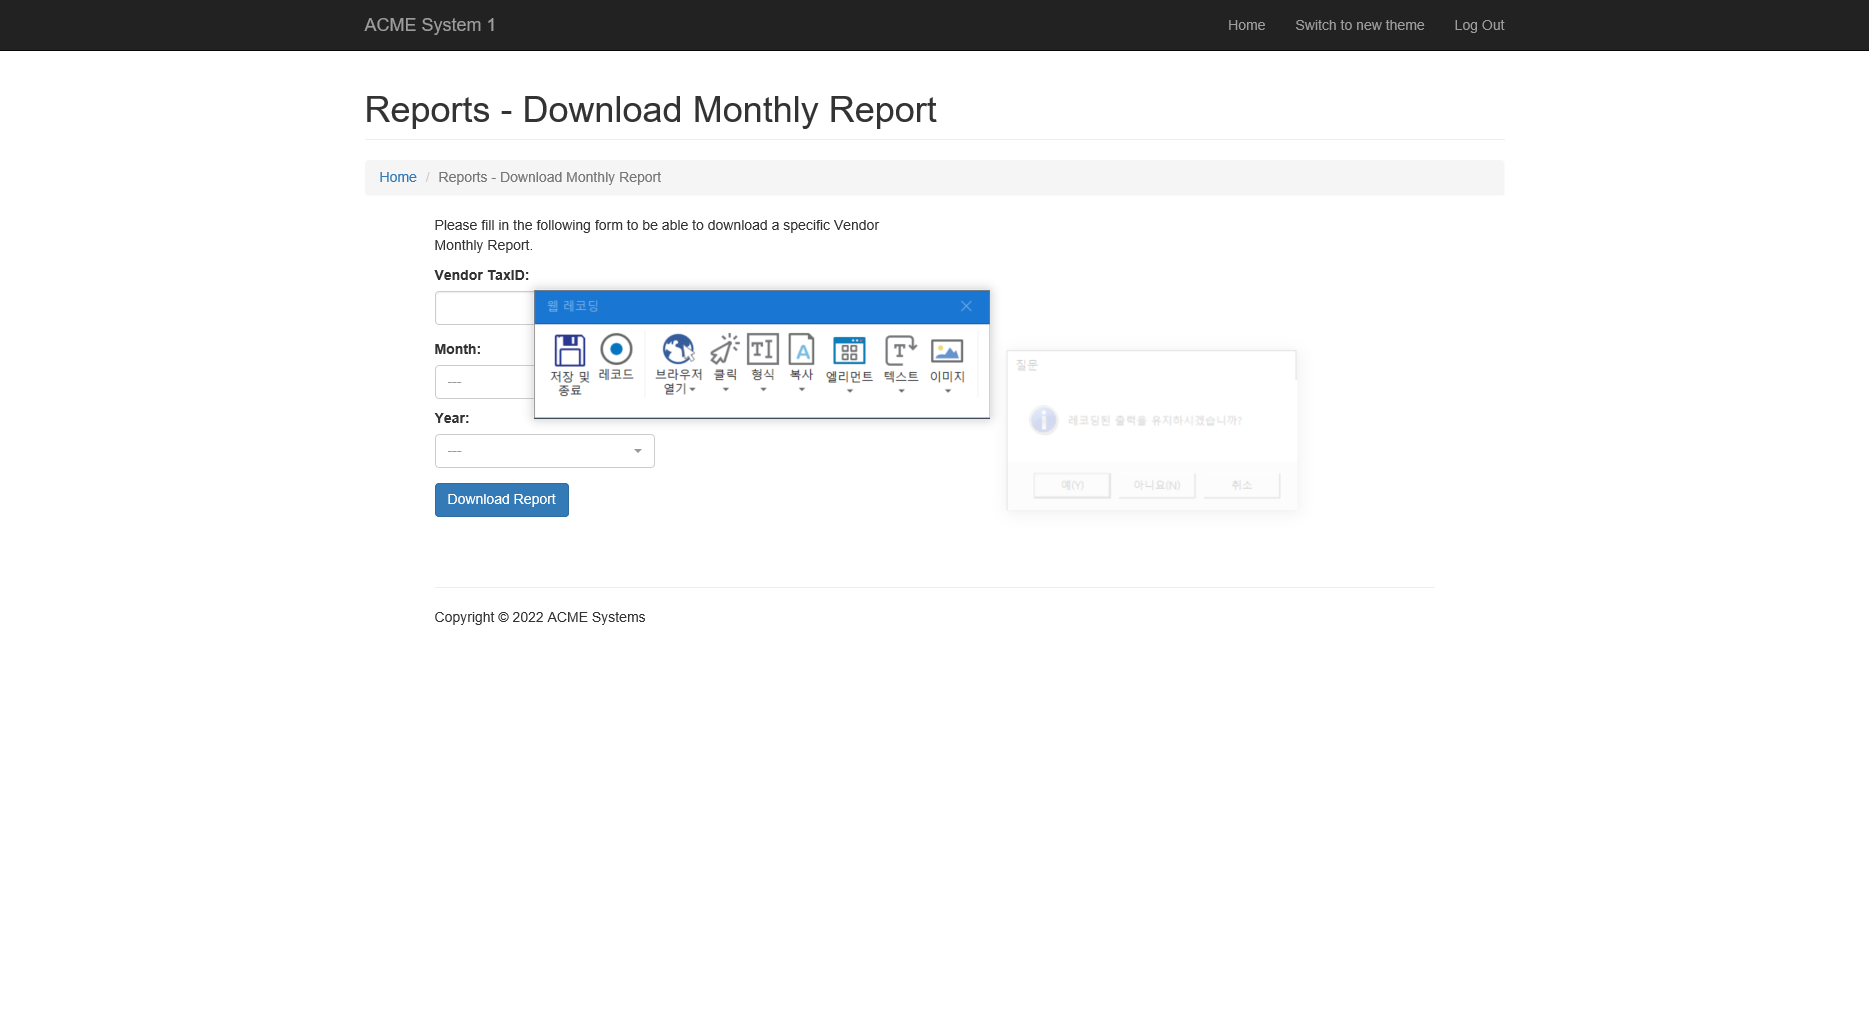 ACME System 1
Home
Switch to new theme
Log Out
Reports - Download Monthly Report
Home / Reports - Download Monthly Report
Please fill in the following form to be able to download a specific Vendor
Monthly Report.
Vendor TaxID:
웹 레코딩
저장 및
종료
레코드
브라우저
열기
클릭
형식
복사
엘리먼트
텍스트
이미지
Month:
---
Year:
---
Download Report
질문
레코딩된 출력을 유지하시겠습니까?
예(Y)
아니요(N)
취소
Copyright © 2022 ACME Systems